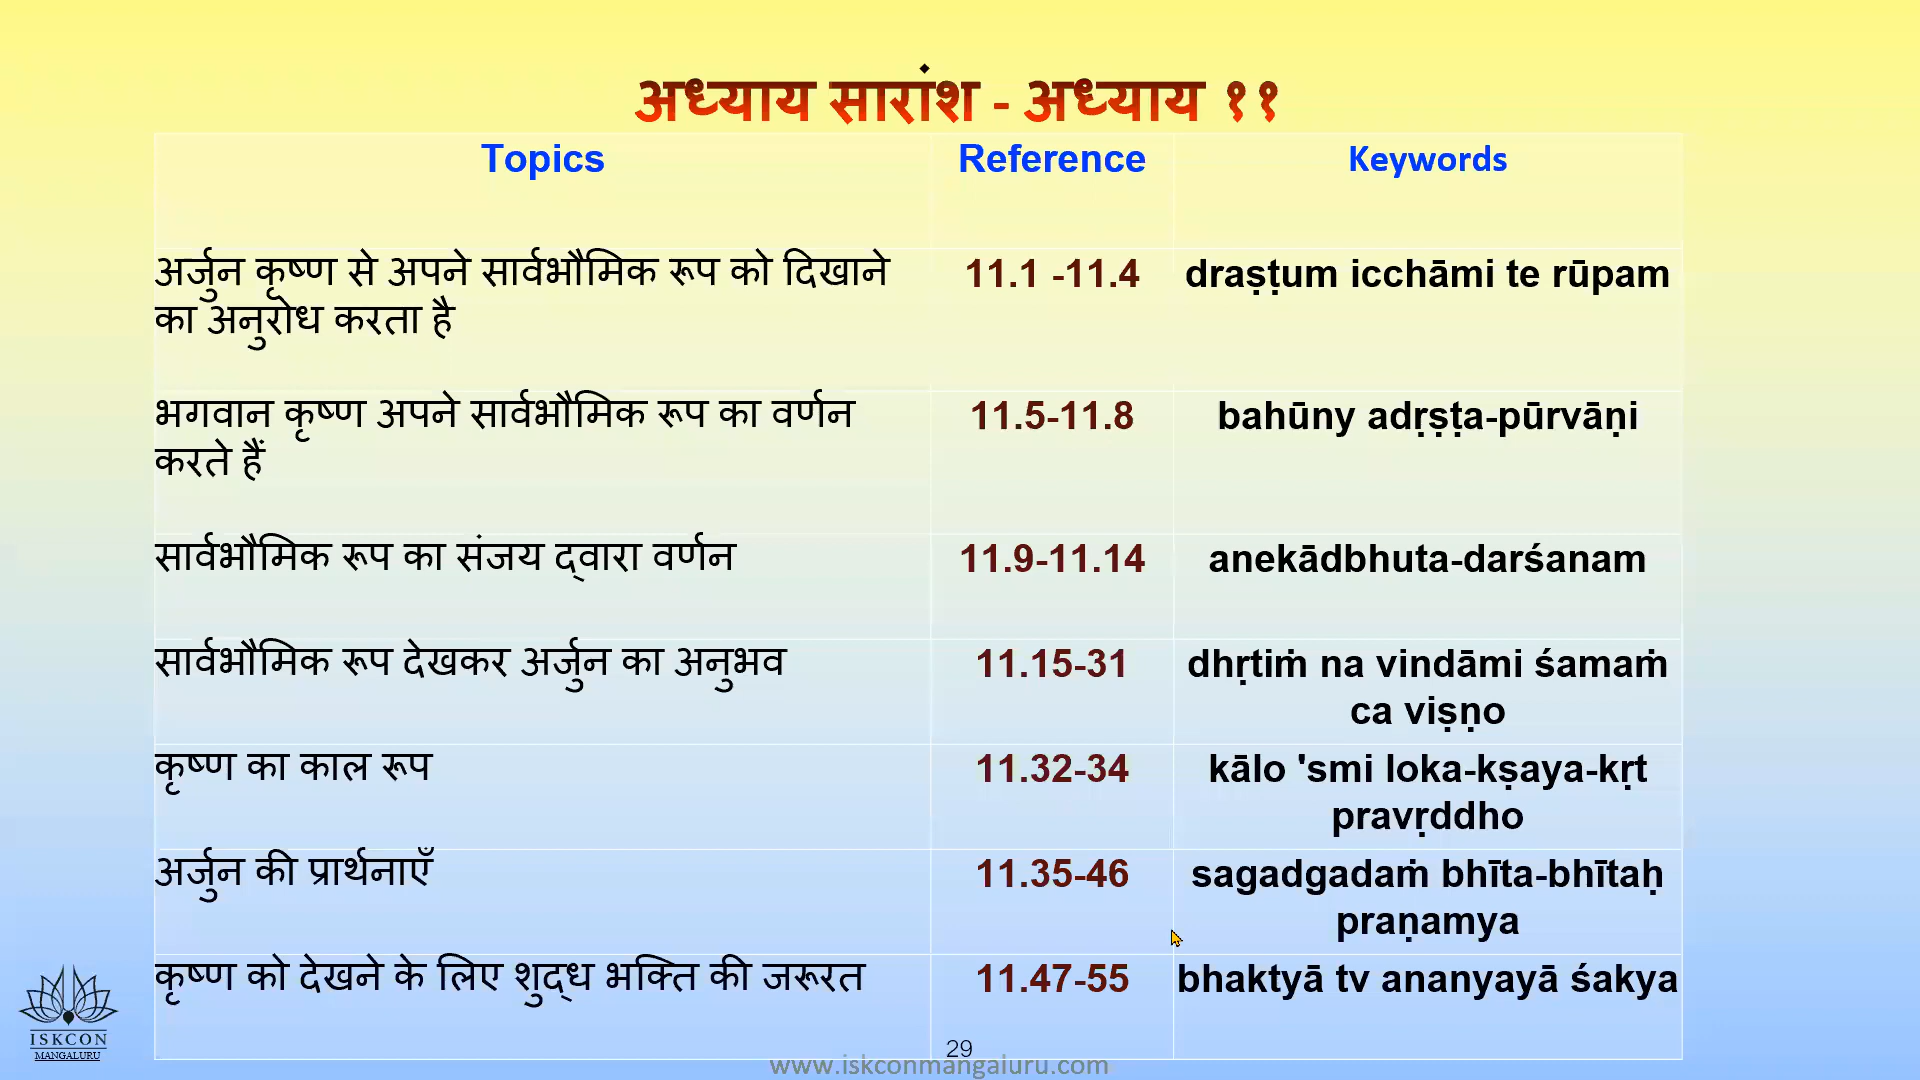 अध्याय सारांश - अध्याय ११
Topics Reference Keywords
अर्जुन कृष्ण से अपने सार्वभौमिक रूप को दिखाने 11.1 -11.4 draṣṭum icchāmi te rūpam
का अनुरोध करता है
भगवान कृष्ण अपने सार्वभौमिक रूप का वर्णन 11.5-11.8 bahūny adṛṣṭa-pūrvāṇi
करते हैं
सार्वभौमिक रूप का संजय द्वारा वर्णन 11.9-11.14 anekādbhuta-darśanam
सार्वभौमिक रूप देखकर अर्जुन का अनुभव 11.15-31 dhṛtiṁ na vindāmi śamaṁ
ca viṣṇo
कृष्ण का काल रूप 11.32-34 kālo 'smi loka-kṣaya-kṛt
pravṛddho
अर्जुन की प्रार्थनाएँ 11.35-46 sagadgadaṁ bhīta-bhītaḥ
praṇamya
कृष्ण को देखने के लिए शुद्ध भक्ति की जरूरत 11.47-55 bhaktyā tv ananyayā śakya
ISKCON
MANGALURU
29
www.iskconmangaluru.com